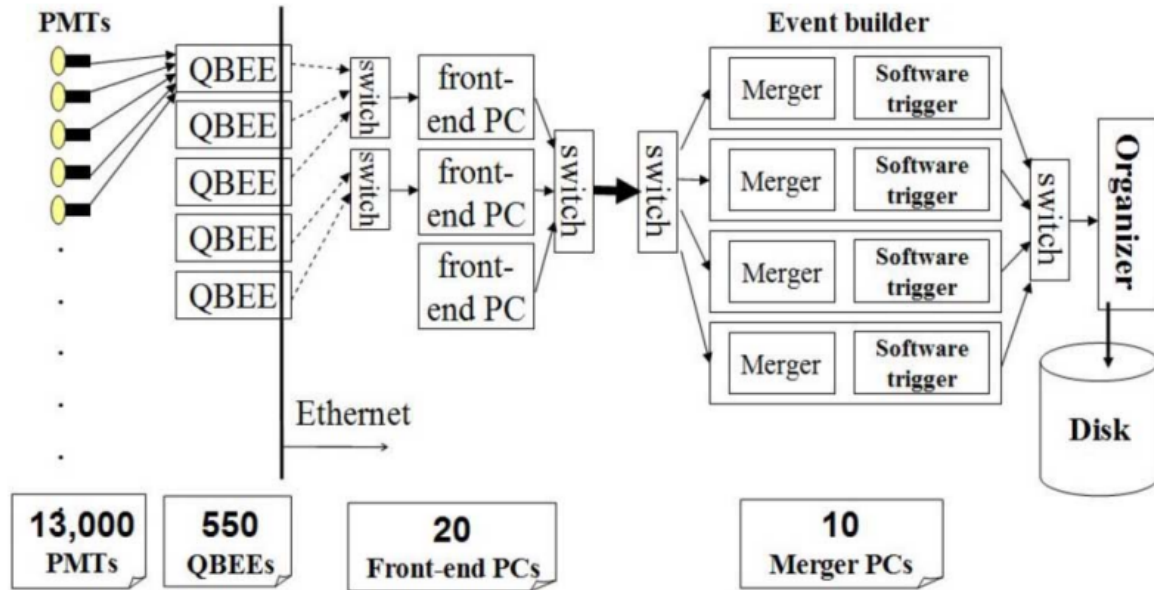 PMTs
Event builder
QBEE
QBEE
QBEE
QBEE
QBEE
switch
switch
front-
end PC
front-
end PC
front-
end PC
switch
switch
Merger
Software
trigger
Merger
Software
trigger
Merger
Software
trigger
Merger
Software
trigger
switch
Organizer
Disk
Ethernet
13,000
PMTs
550
QBEEs
20
Front-end PCs
10
Merger PCs